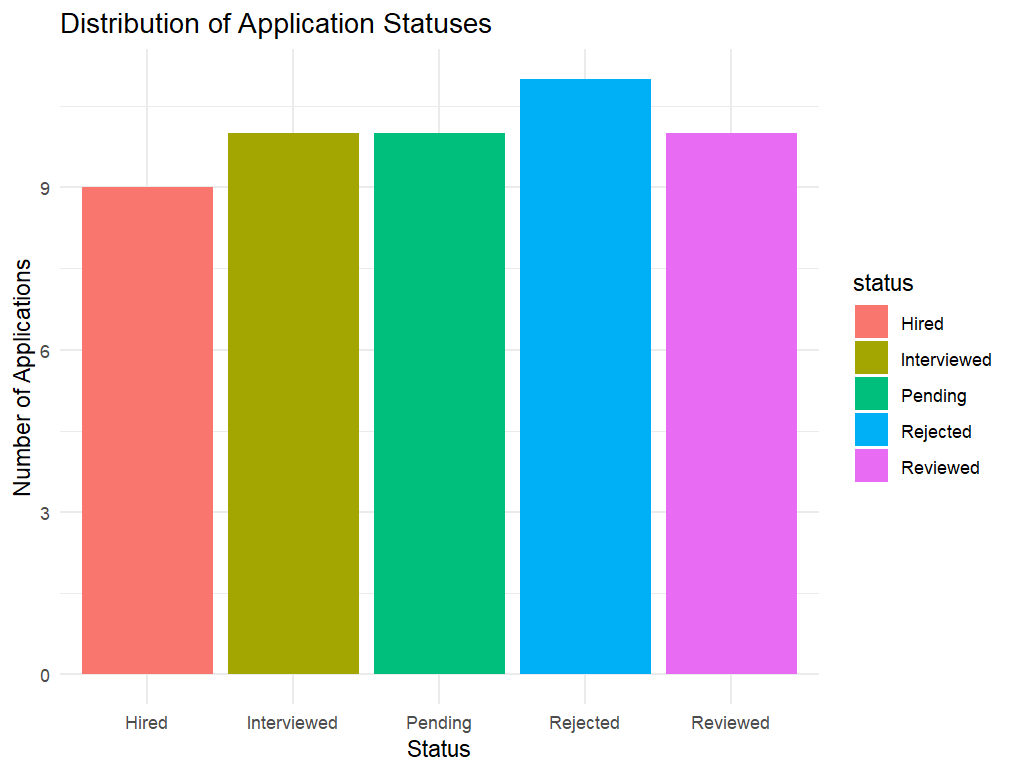 Distribution of Application Statuses
Number of Applications
9
6
3
0
Hired
Interviewed
Pending
Rejected
Reviewed
Status
status
Hired
Interviewed
Pending
Rejected
Reviewed